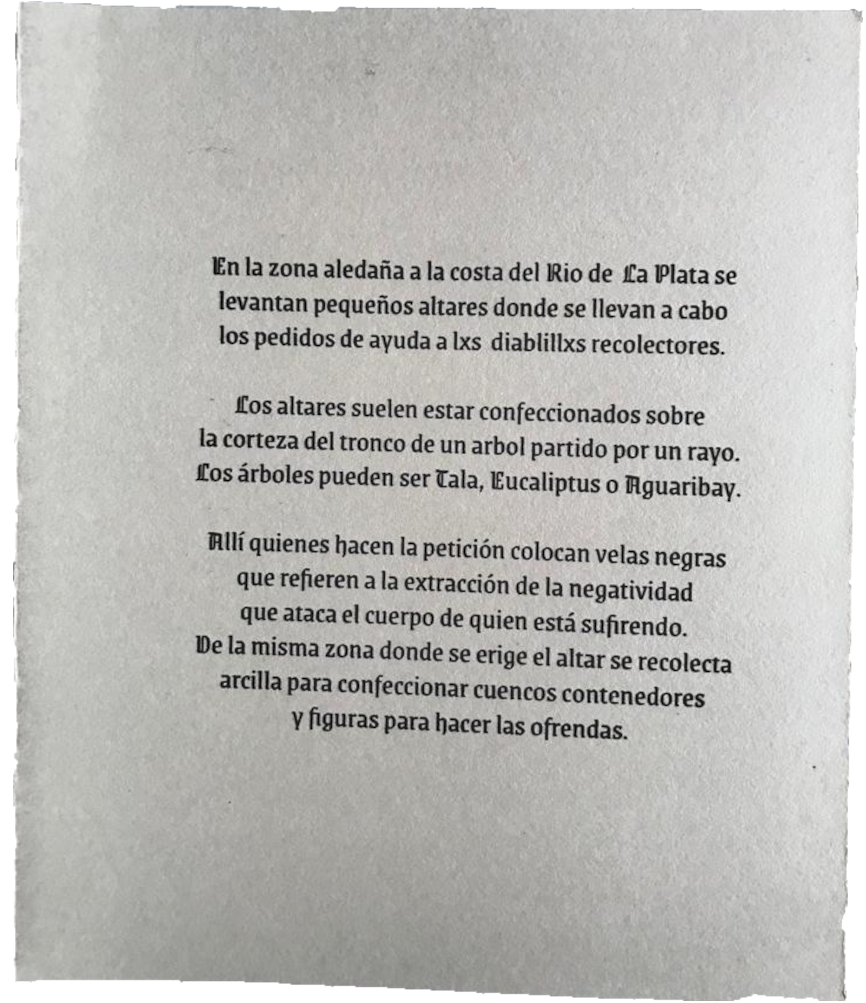 En la zona aledaña a la costa del Rio de La Plata se
levantan pequeños altares donde se llevan a cabo
los pedidos de ayuda a lxs diablillxs recolectores.
Los altares suelen estar confeccionados sobre
la corteza del tronco de un arbol partido por un rayo.
Los árboles pueden ser Tala, Eucaliptus o Aguaribay.
Allí quienes hacen la petición colocan velas negras
que refieren a la extracción de la negatividad
que ataca el cuerpo de quien está sufirendo.
De la misma zona donde se erige el altar se recolecta
arcilla para confeccionar cuencos contenedores
y figuras para hacer las ofrendas.